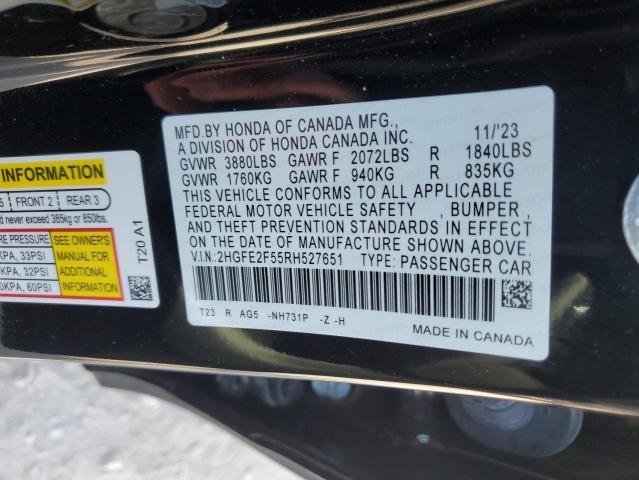 MFD.BY HONDA OF CANADA MFG., 11/'23
A DIVISION OF HONDA CANADA INC.
GVWR 3880LBS GAWR F 2072LBS R 1840LBS
GVWR 1760KG GAWR F 940KG R 835KG
THIS VEHICLE CONFORMS TO ALL APPLICABLE
FEDERAL MOTOR VEHICLE SAFETY , BUMPER ,
AND THEFT PREVENTION STANDARDS IN EFFECT
ON THE DATE OF MANUFACTURE SHOWN ABOVE.
V.I.N:2HGFE2F55RH527651 TYPE: PASSENGER CAR
T23 R AG5 -NH731P -Z -H
MADE IN CANADA
INFORMATION
5 FRONT 2 REAR 3
never exceed 385kg or 850lbs.
PRESSURE SEE OWNER'S
KPA, 33PSI MANUAL FOR
KPA, 32PSI ADDITIONAL
KPA, 60PSI INFORMATION
T20 A1